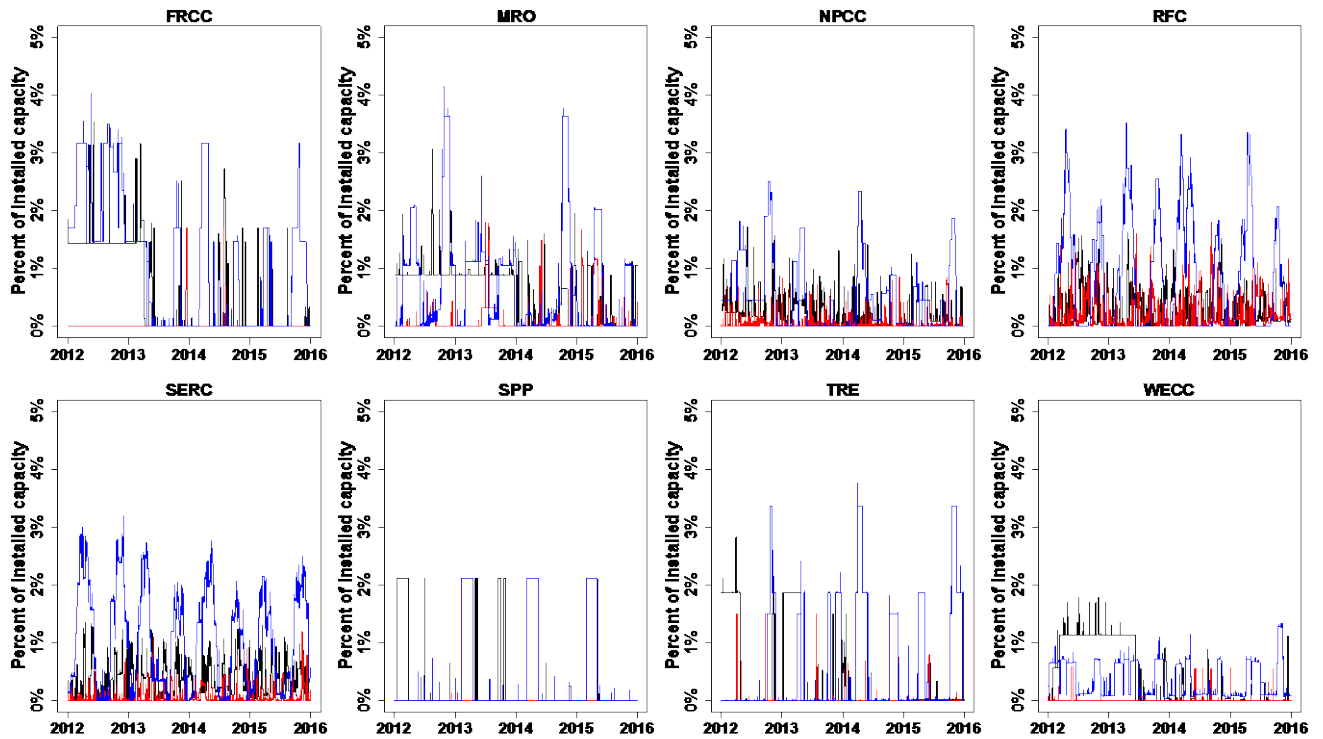 FRCC
Percent of Installed capacity
0% 1% 2% 3% 4% 5%
2012 2013 2014 2015 2016
MRO
Percent of Installed capacity
0% 1% 2% 3% 4% 5%
2012 2013 2014 2015 2016
NPCC
Percent of Installed capacity
0% 1% 2% 3% 4% 5%
2012 2013 2014 2015 2016
RFC
Percent of Installed capacity
0% 1% 2% 3% 4% 5%
2012 2013 2014 2015 2016
SERC
Percent of Installed capacity
0% 1% 2% 3% 4% 5%
2012 2013 2014 2015 2016
SPP
Percent of Installed capacity
0% 1% 2% 3% 4% 5%
2012 2013 2014 2015 2016
TRE
Percent of Installed capacity
0% 1% 2% 3% 4% 5%
2012 2013 2014 2015 2016
WECC
Percent of Installed capacity
0% 1% 2% 3% 4% 5%
2012 2013 2014 2015 2016